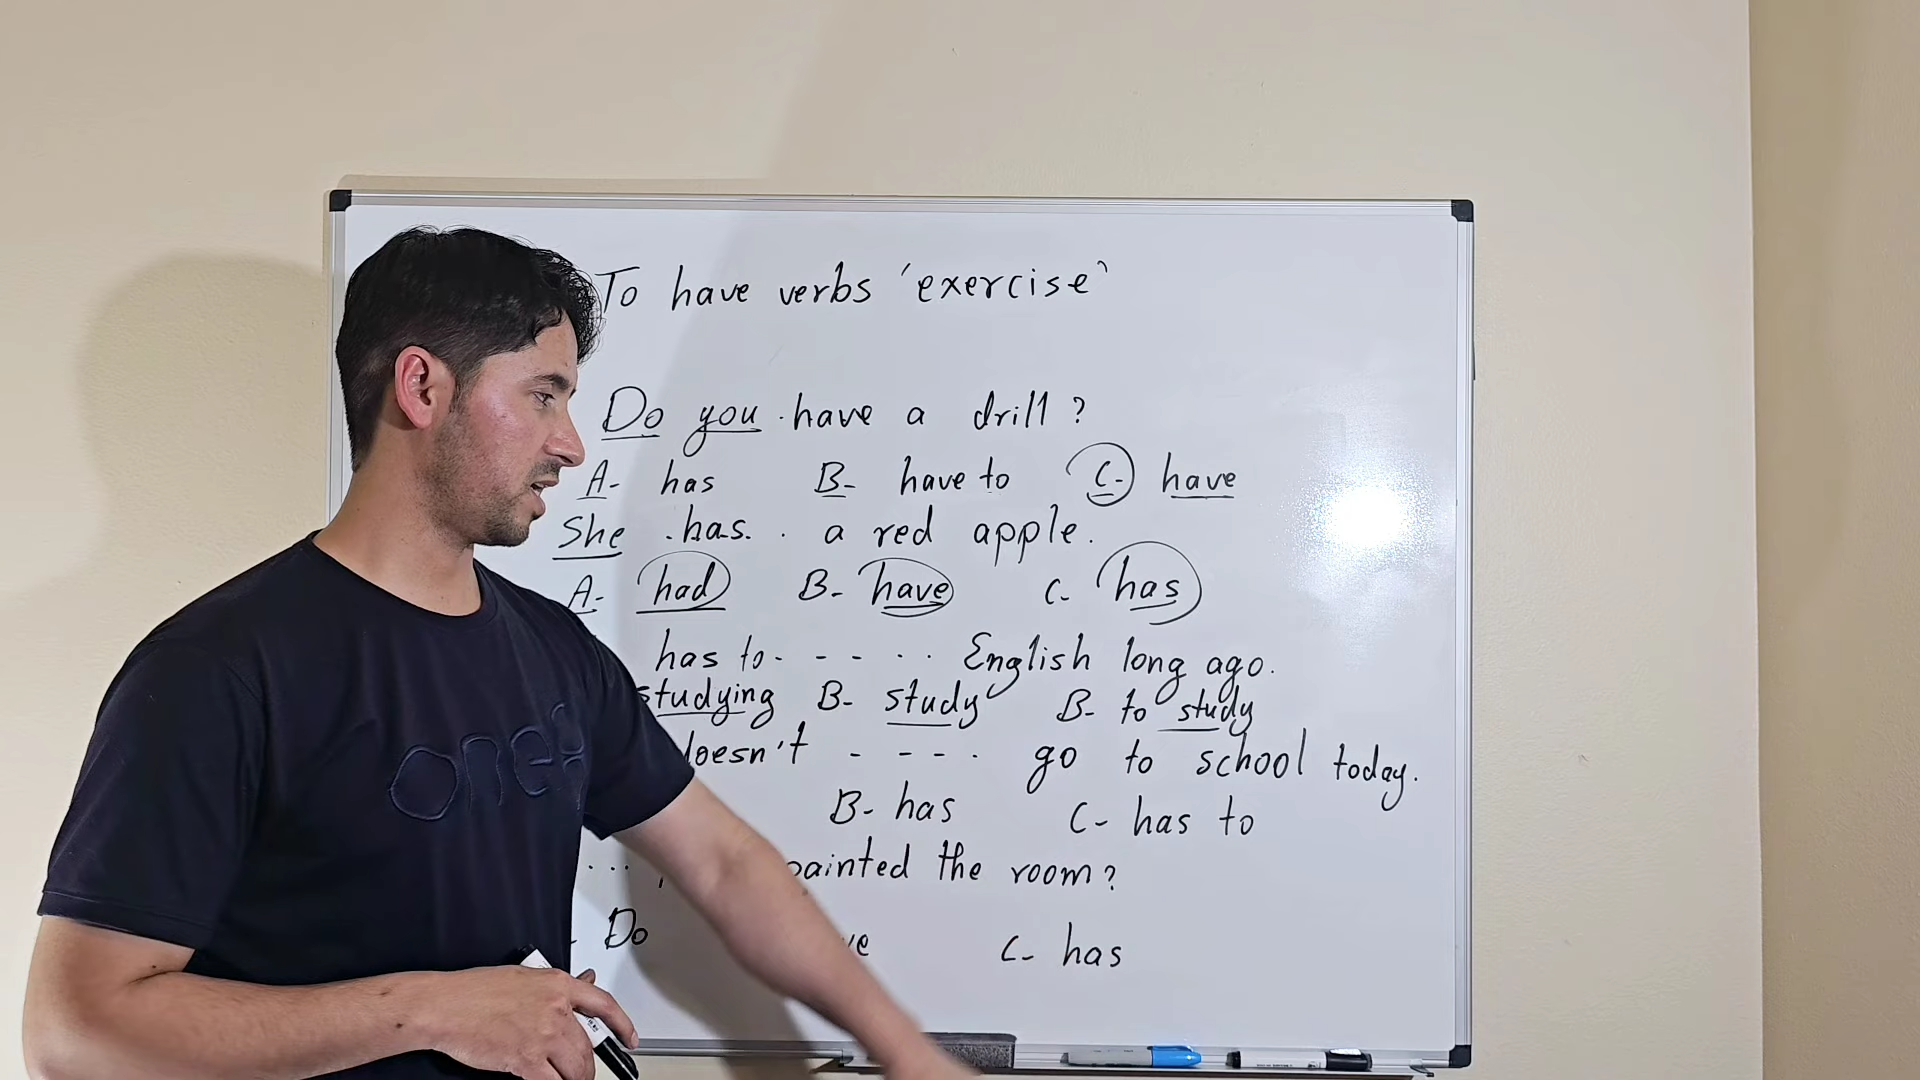 To have verbs 'exercise'
Do you have a drill?
A- has B- have to C- have
She has a red apple.
A- had B- have C- has
has to - - - - - English long ago.
studying B- study B- to study
doesn't - - - - . go to school today.
B- has C- has to
... painted the room?
Do C- has